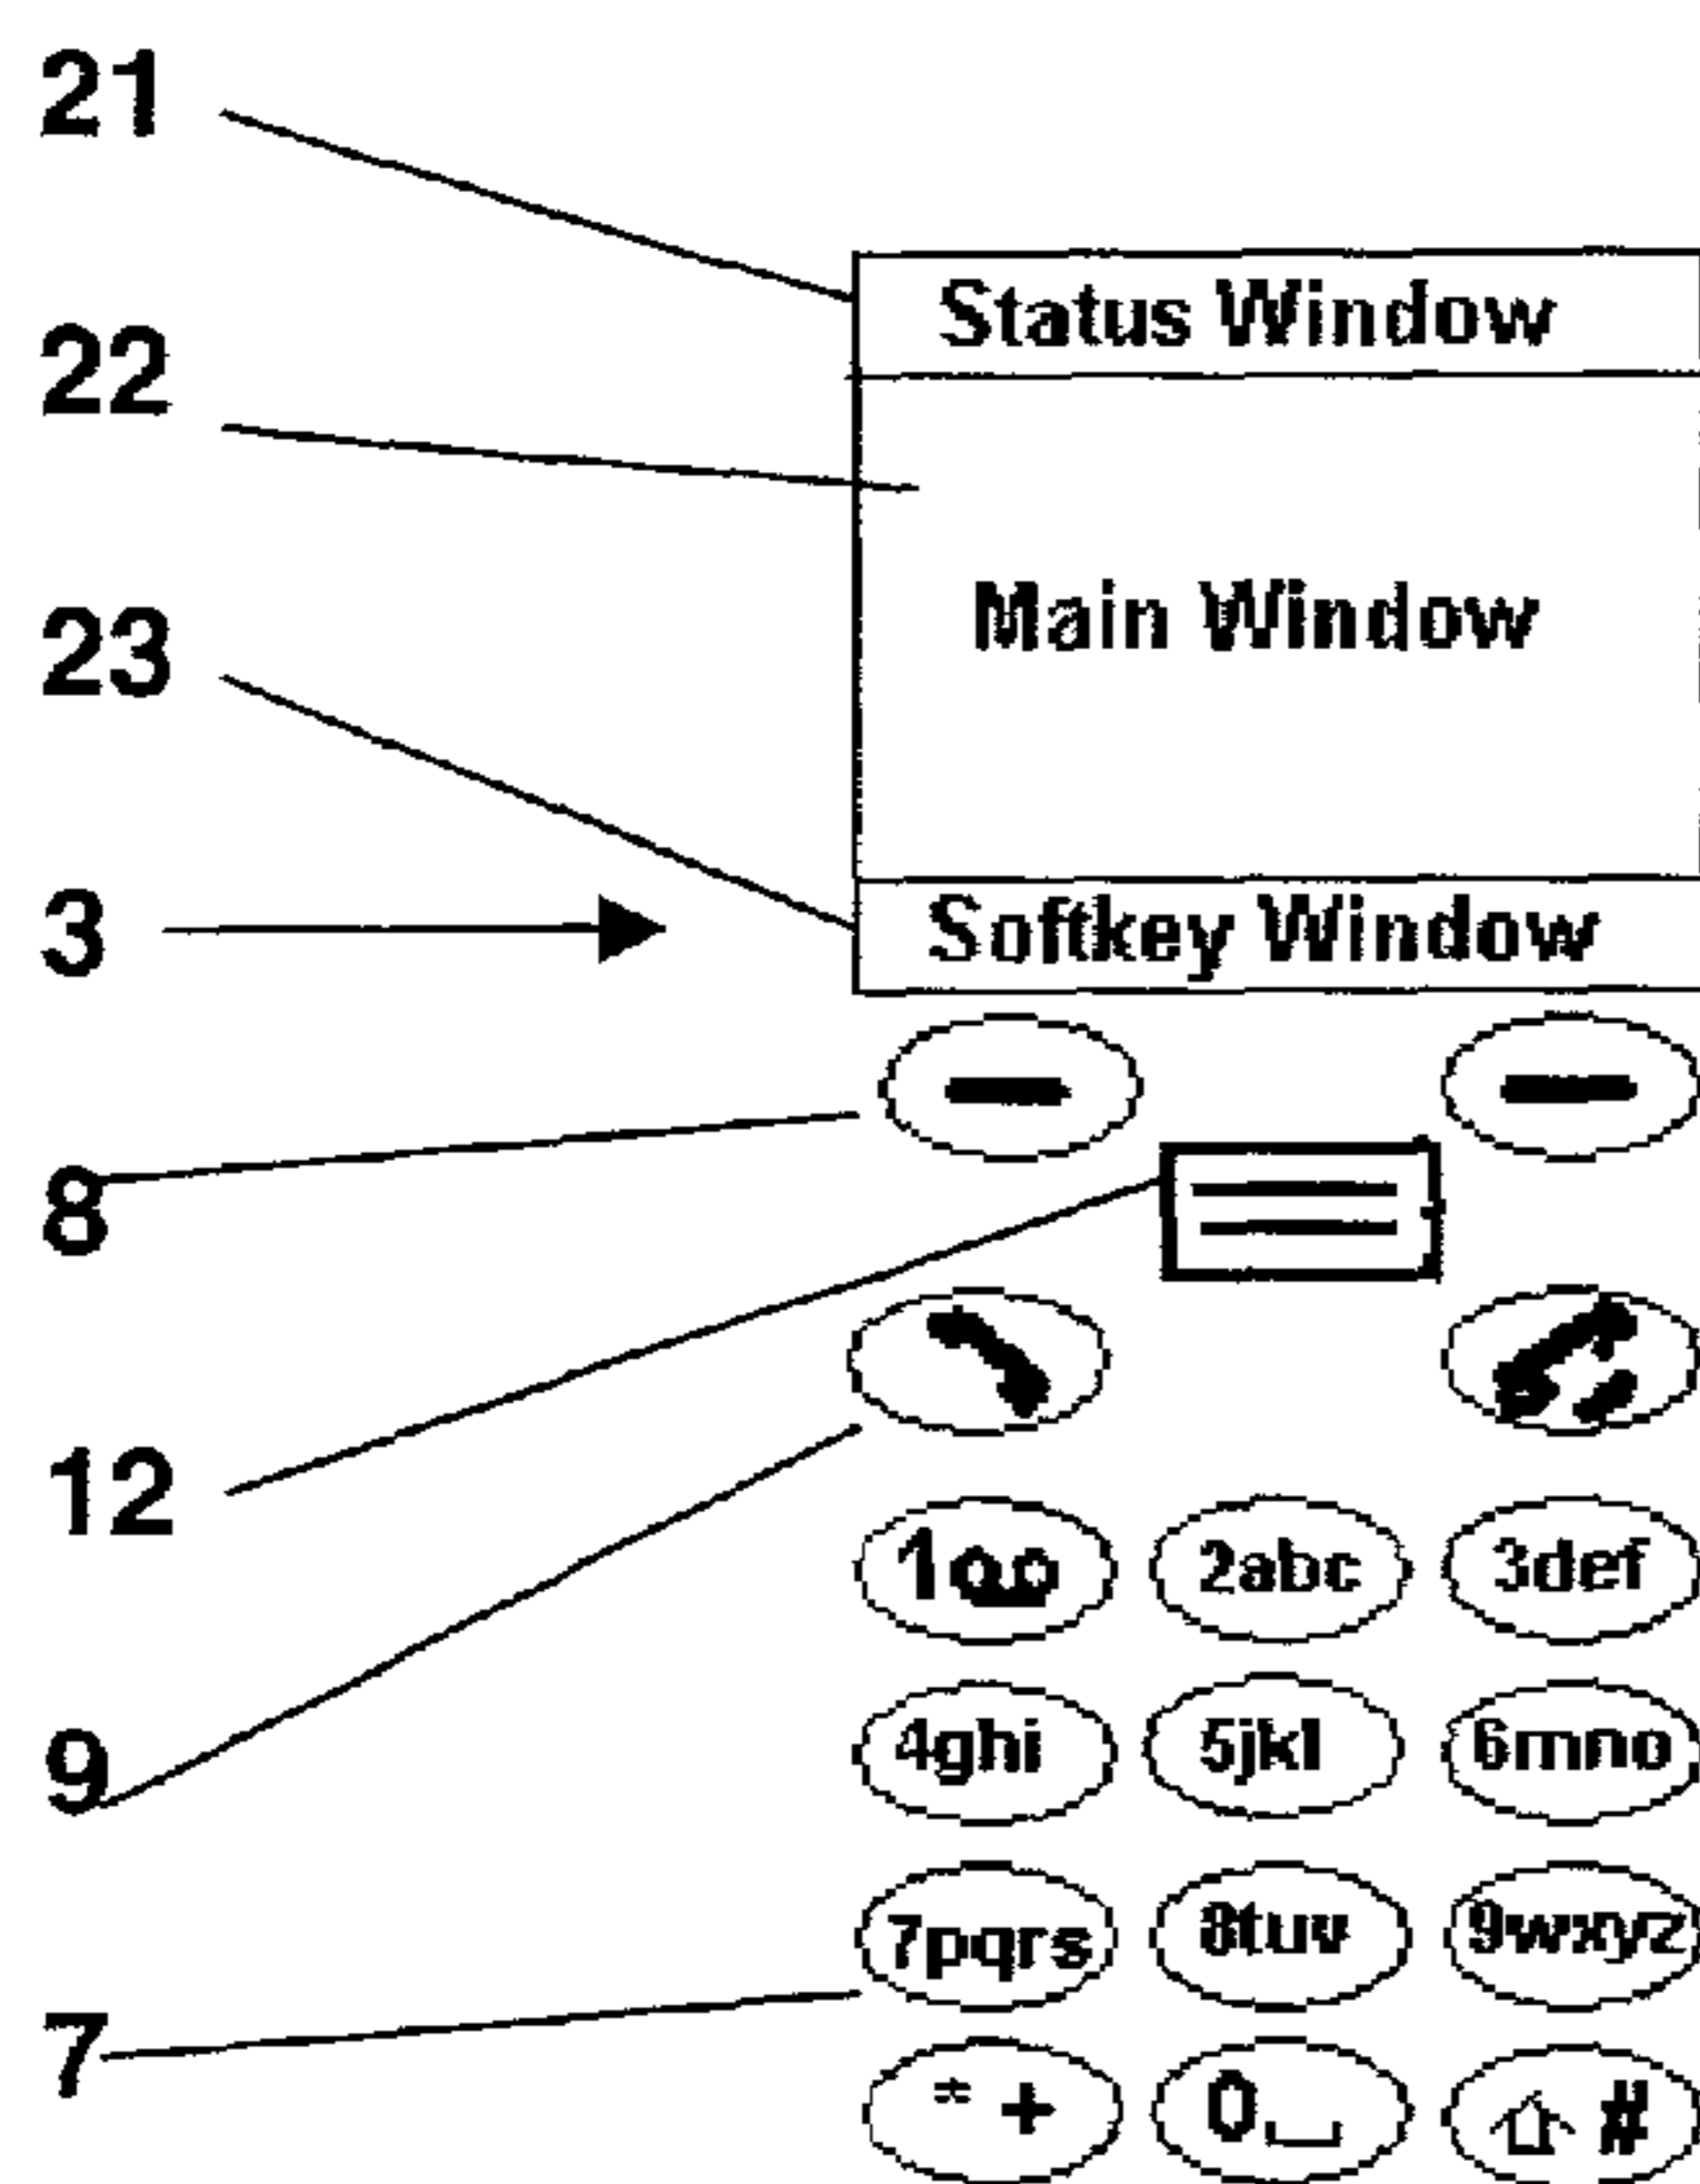 21
Status Window
22
Main Window
23
3
Softkey Window
8
12
1 2abc 3def
9
4ghi 5jkl 6mno
7pqrs 8tuv 9wxyz
7
* + 0 #